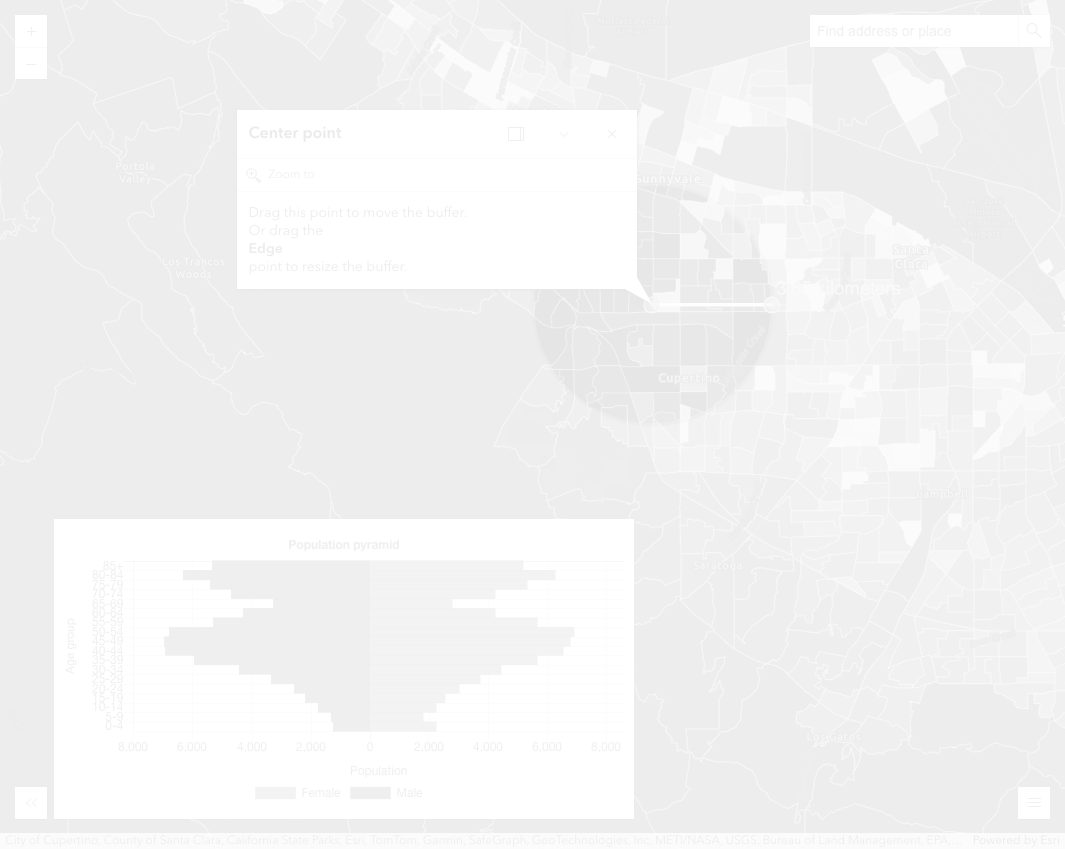 +
Find address or place
−
Center point
Zoom to
Drag this point to move the buffer.
Or drag the
Edge
point to resize the buffer.
Portola
Valley
Los Trancos
Woods
Sunnyvale
Santa
Clara
Kilometers
Cupertino
Campbell
Saratoga
Los Gatos
Population pyramid
Age group
85+
80-84
75-79
70-74
65-69
60-64
55-59
50-54
45-49
40-44
35-39
30-34
25-29
20-24
15-19
10-14
5-9
0-4
8,000 6,000 4,000 2,000 0 2,000 4,000 6,000 8,000
Population
Female Male
City of Cupertino, County of Santa Clara, California State Parks, Esri, TomTom, Garmin, SafeGraph, GeoTechnologies, Inc, METI/NASA, USGS, Bureau of Land Management, EPA, Powered by Esri